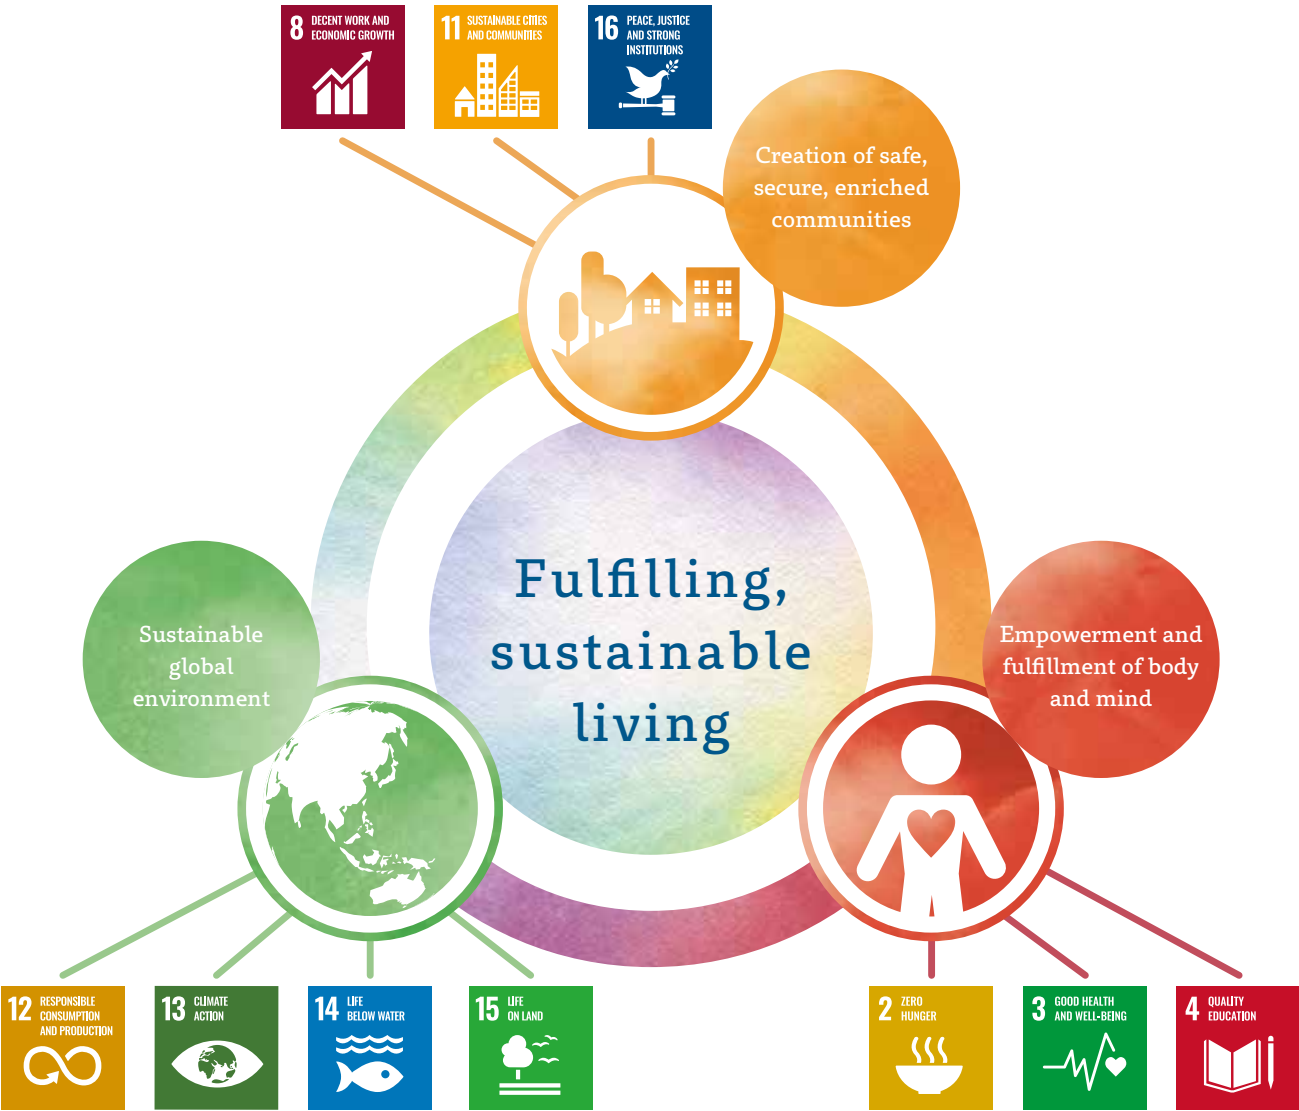 8 DECENT WORK AND
ECONOMIC GROWTH
11 SUSTAINABLE CITIES
AND COMMUNITIES
16 PEACE, JUSTICE
AND STRONG
INSTITUTIONS
Creation of safe,
secure, enriched
communities
Fulfilling,
sustainable
living
Sustainable
global
environment
Empowerment and
fulfillment of body
and mind
12 RESPONSIBLE
CONSUMPTION
AND PRODUCTION
13 CLIMATE
ACTION
14 LIFE
BELOW WATER
15 LIFE
ON LAND
2 ZERO
HUNGER
3 GOOD HEALTH
AND WELL-BEING
4 QUALITY
EDUCATION